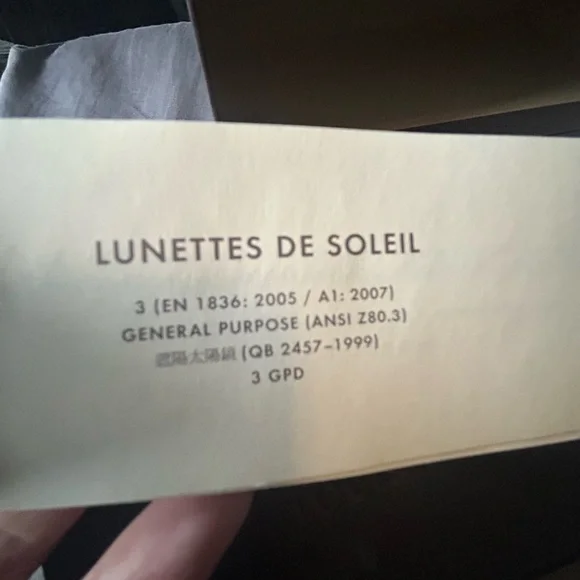 LUNETTES DE SOLEIL
3 (EN 1836: 2005 / A1: 2007)
GENERAL PURPOSE (ANSI Z80.3)
遮陽太陽鏡 (QB 2457-1999)
3 GPD